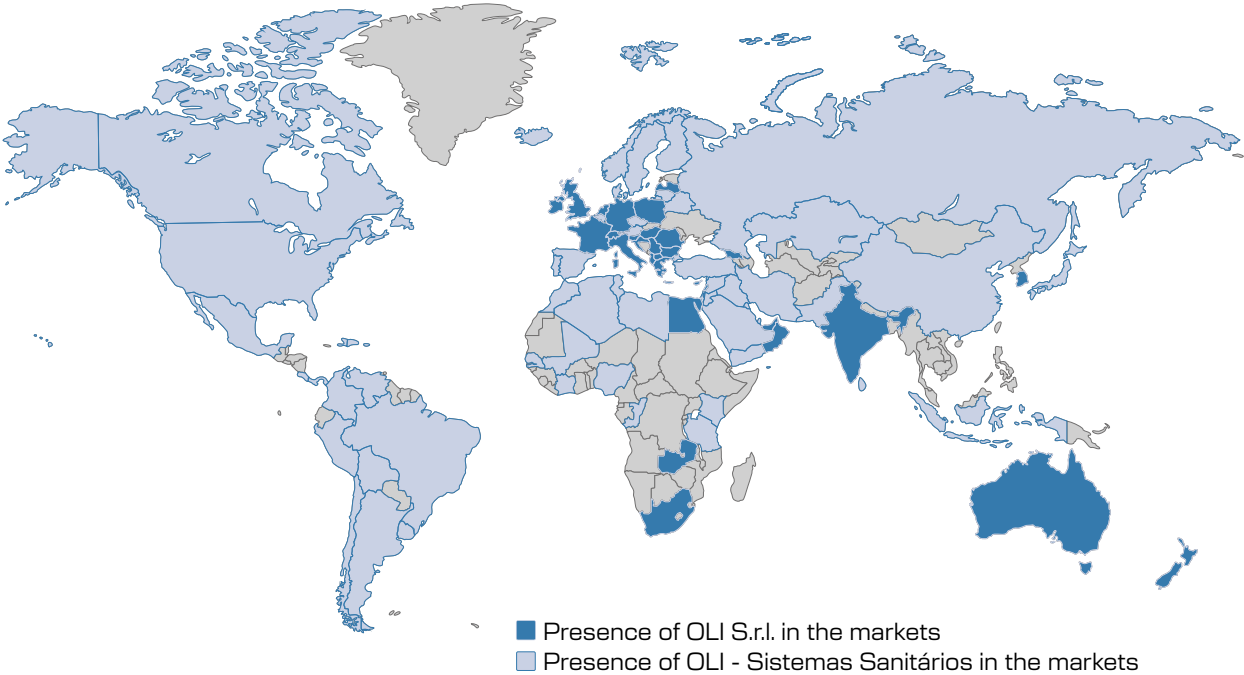 Presence of OLI S.r.l. in the markets
Presence of OLI - Sistemas Sanitários in the markets